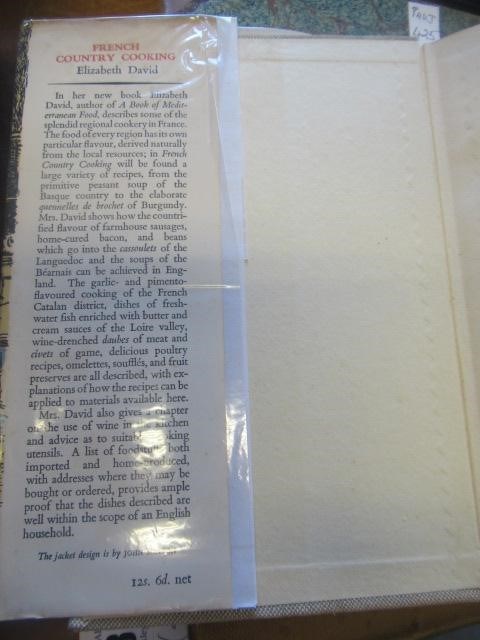 FRENCH
COUNTRY COOKING
Elizabeth David
In her new book Elizabeth
David, author of A Book of Medit-
erranean Food, describes some of the
splendid regional cookery in France.
The food of every region has its own
particular flavour, derived naturally
from the local resources; in French
Country Cooking will be found a
large variety of recipes, from the
primitive peasant soup of the
Basque country to the elaborate
quennelles de brochet of Burgundy.
Mrs. David shows how the countri-
fied flavour of farmhouse sausages,
home-cured bacon, and beans
which go into the cassoulets of the
Languedoc and the soups of the
Béarnais can be achieved in Eng-
land. The garlic- and pimento-
flavoured cooking of the French
Catalan district, dishes of fresh-
water fish enriched with butter and
cream sauces of the Loire valley,
wine-drenched daubes of meat and
civets of game, delicious poultry
recipes, omelettes, soufflés, and fruit
preserves are all described, with ex-
planations of how the recipes can be
applied to materials available here.
Mrs. David also gives a chapter
on the use of wine in the kitchen
and advice as to suitable cooking
utensils. A list of foodstuffs both
imported and home-produced,
with addresses where they may be
bought or ordered, provides ample
proof that the dishes described are
well within the scope of an English
household.
The jacket design is by John
12s. 6d. net
425